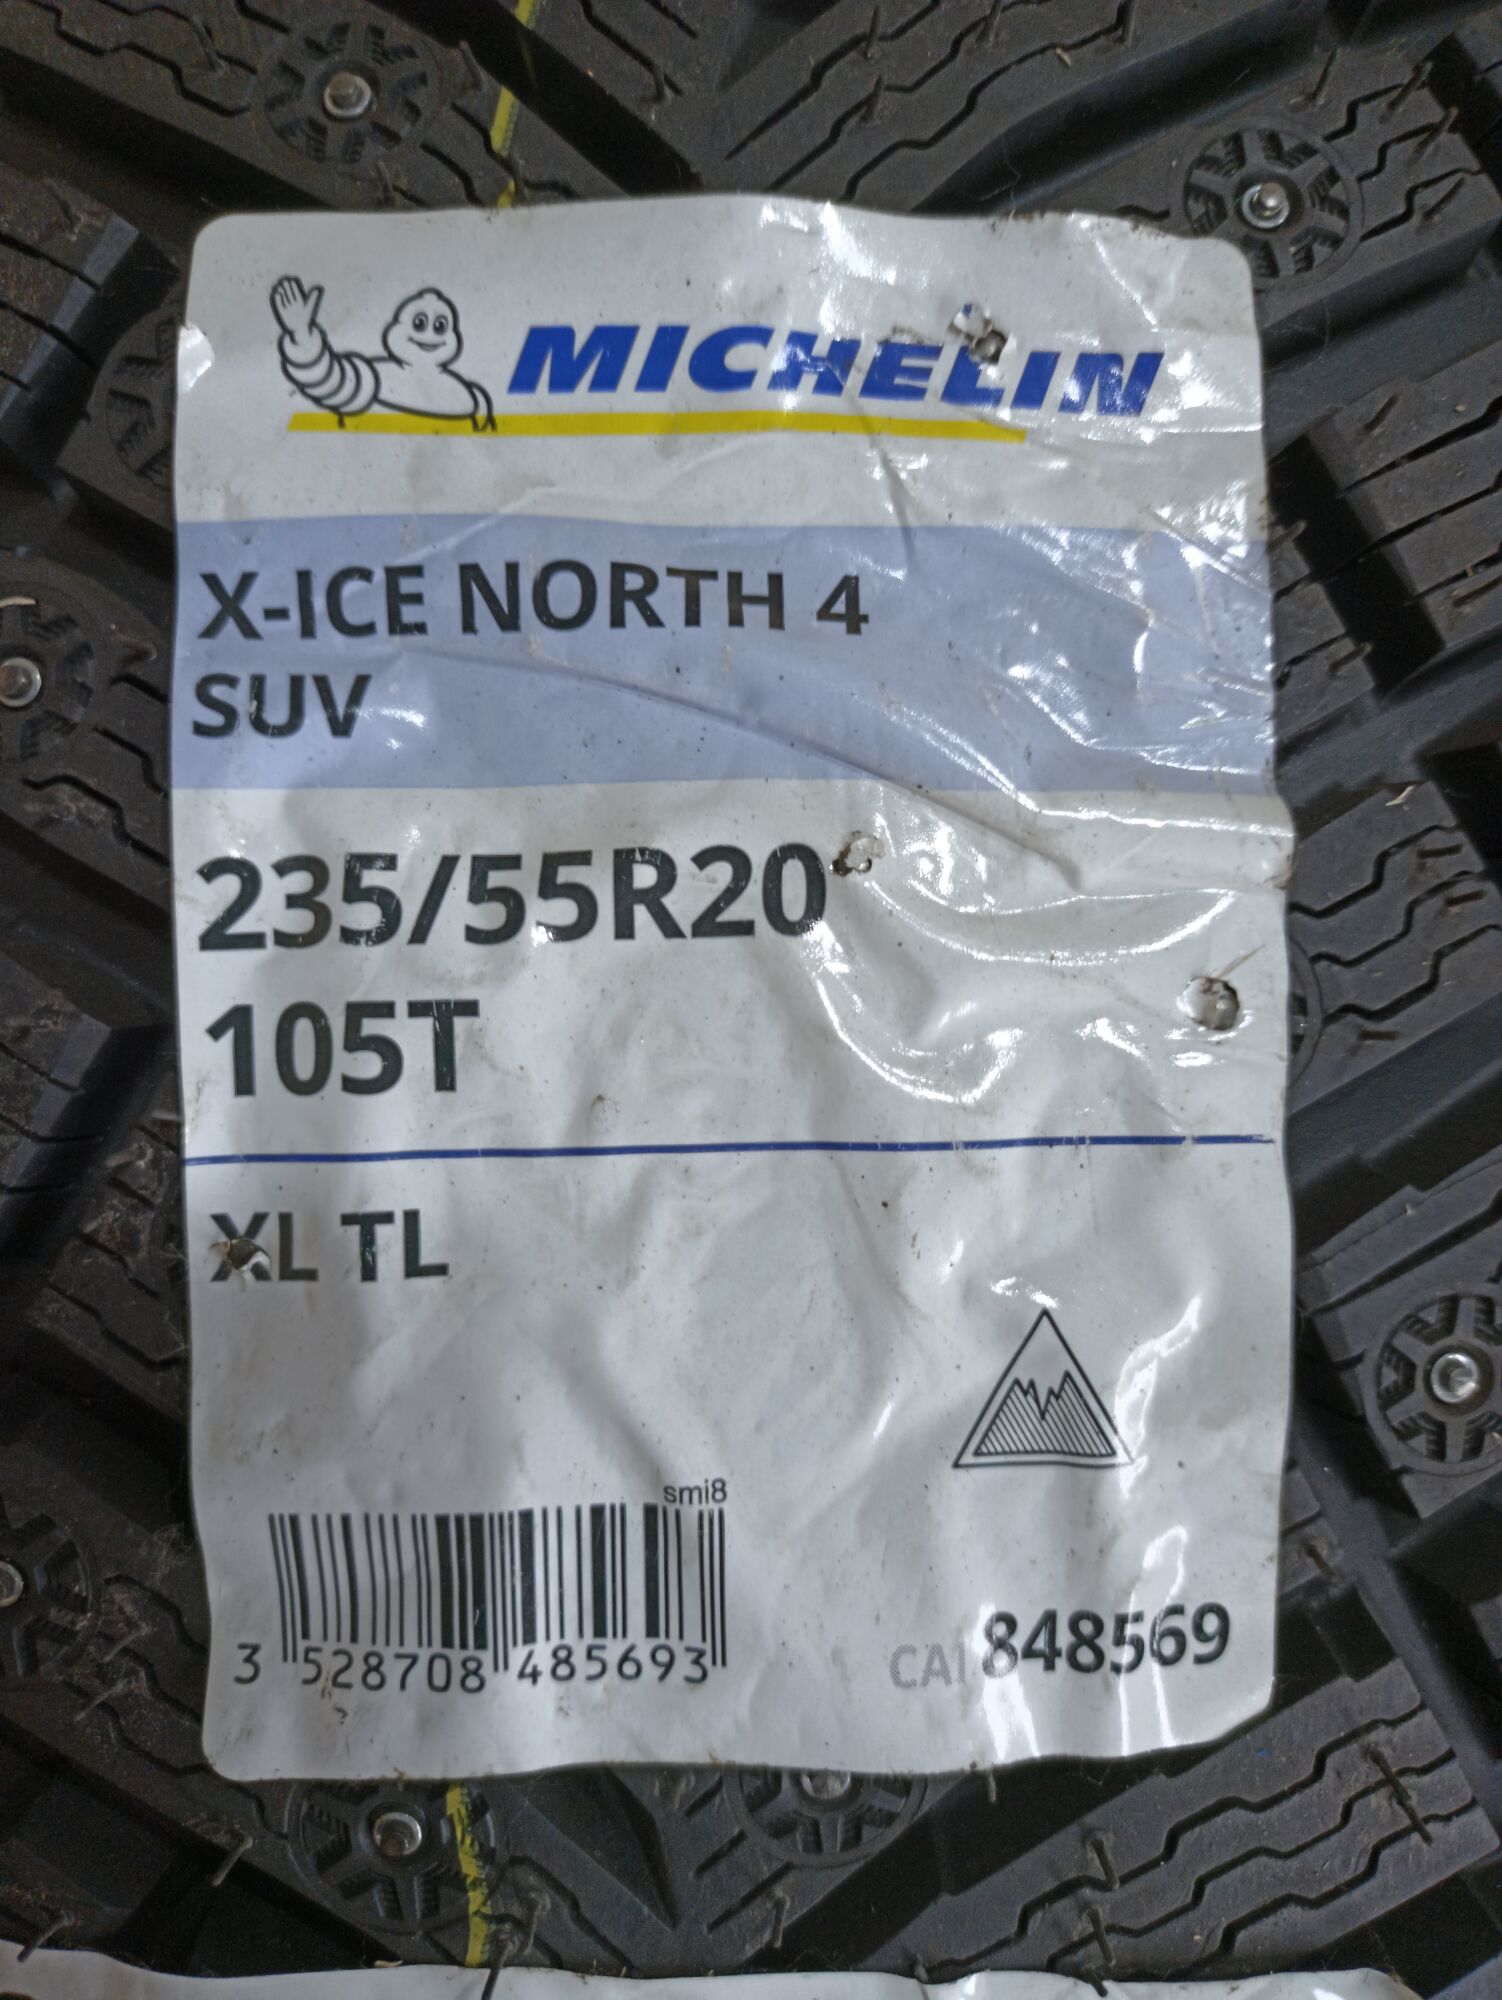 MICHELIN
X-ICE NORTH 4
SUV
235/55R20
105T
XL TL
smi8
3 528708 485693
CAI 848569